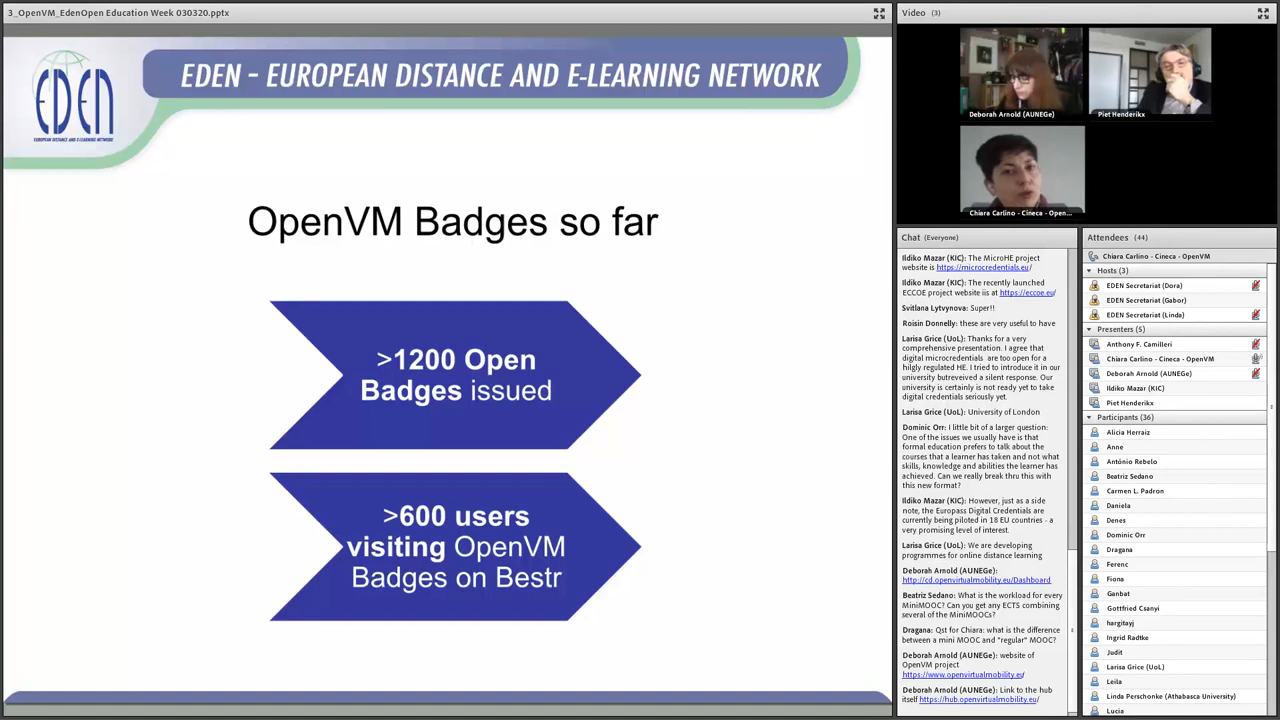 3_OpenVM_EdenOpen Education Week 030320.pptx
EDEN
EUROPEAN DISTANCE AND E-LEARNING NETWORK
EDEN – EUROPEAN DISTANCE AND E-LEARNING NETWORK
OpenVM Badges so far
>1200 Open
Badges issued
>600 users
visiting OpenVM
Badges on Bestr
Video (3)
Deborah Arnold (AUNEGe)
Piet Henderikx
Chiara Carlino - Cineca - Open...
Chat (Everyone)
Ildiko Mazar (KIC): The MicroHE project
website is https://microcredentials.eu/
Ildiko Mazar (KIC): The recently launched
ECCOE project website iis at https://eccoe.eu/
Svitlana Lytvynova: Super!!
Roisin Donnelly: these are very useful to have
Larisa Grice (UoL): Thanks for a very
comprehensive presentation. I agree that
digital microcredentials are too open for a
hilgly regulated HE. I tried to introduce it in our
university butreveived a silent response. Our
university is certainly is not ready yet to take
digital credentials seriously yet.
Larisa Grice (UoL): University of London
Dominic Orr: I little bit of a larger question:
One of the issues we usually have is that
formal education prefers to talk about the
courses that a learner has taken and not what
skills, knowledge and abilities the learner has
achieved. Can we really break thru this with
this new format?
Ildiko Mazar (KIC): However, just as a side
note, the Europass Digital Credentials are
currently being piloted in 18 EU countries - a
very promising level of interest.
Larisa Grice (UoL): We are developing
programmes for online distance learning
Deborah Arnold (AUNEGe):
http://cd.openvirtualmobility.eu/Dashboard
Beatriz Sedano: What is the workload for every
MiniMOOC? Can you get any ECTS combining
several of the MiniMOOCs?
Dragana: Qst for Chiara: what is the difference
between a mini MOOC and "regular" MOOC?
Deborah Arnold (AUNEGe): website of
OpenVM project
https://www.openvirtualmobility.eu/
Deborah Arnold (AUNEGe): Link to the hub
itself https://hub.openvirtualmobility.eu/
Attendees (44)
Chiara Carlino - Cineca - OpenVM
Hosts (3)
EDEN Secretariat (Dora)
EDEN Secretariat (Gabor)
EDEN Secretariat (Linda)
Presenters (5)
Anthony F. Camilleri
Chiara Carlino - Cineca - OpenVM
Deborah Arnold (AUNEGe)
Ildiko Mazar (KIC)
Piet Henderikx
Participants (36)
Alicia Herraiz
Anne
António Rebelo
Beatriz Sedano
Carmen L. Padron
Daniela
Denes
Dominic Orr
Dragana
Ferenc
Fiona
Ganbat
Gottfried Csanyi
hargitayj
Ingrid Radtke
Judit
Larisa Grice (UoL)
Leila
Linda Perschonke (Athabasca University)
Lucia